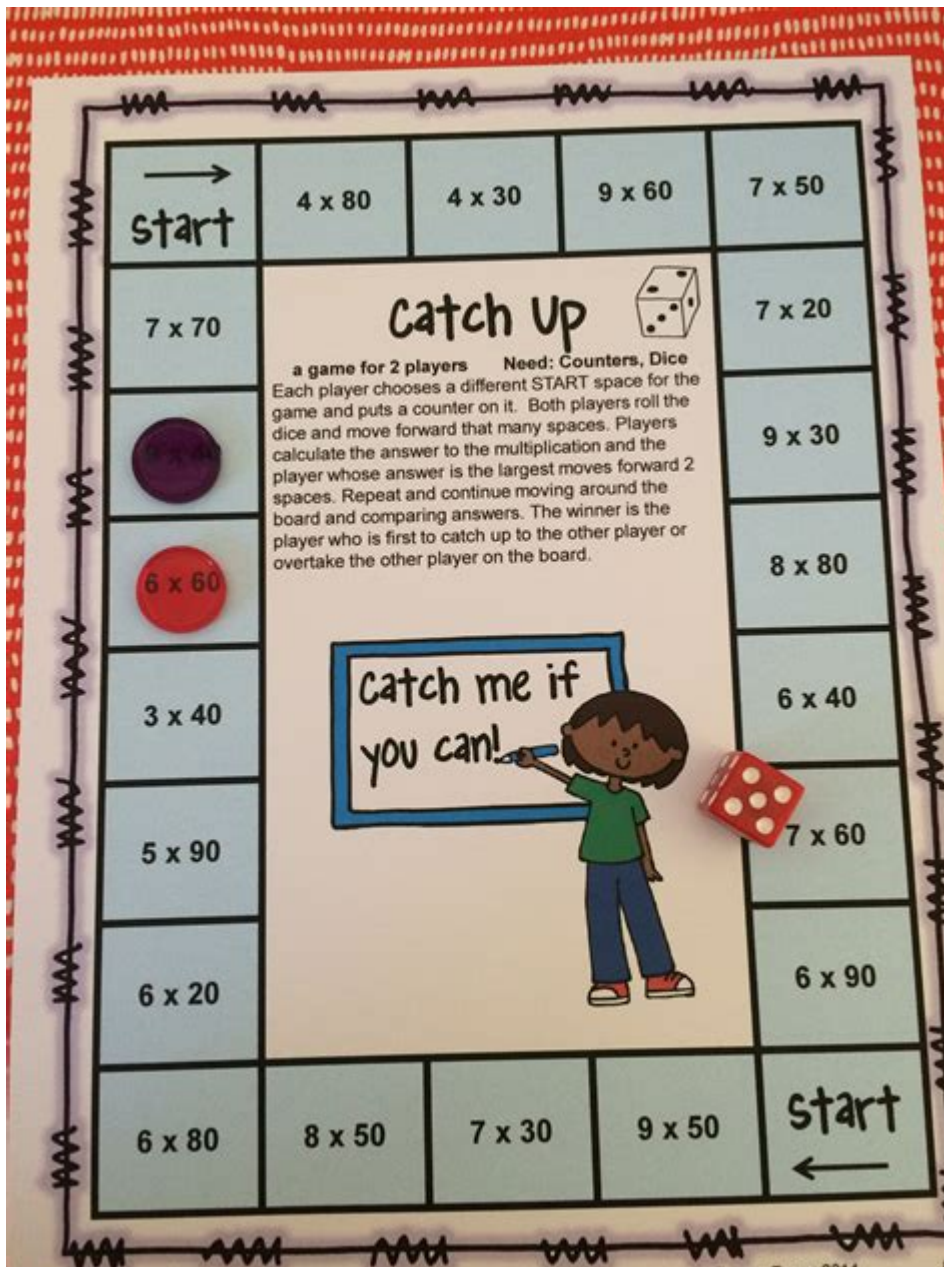 start
4 x 80
4 x 30
9 x 60
7 x 50
7 x 70
7 x 20
Catch Up
a game for 2 players Need: Counters, Dice
Each player chooses a different START space for the
game and puts a counter on it. Both players roll the
dice and move forward that many spaces. Players
calculate the answer to the multiplication and the
player whose answer is the largest moves forward 2
spaces. Repeat and continue moving around the
board and comparing answers. The winner is the
player who is first to catch up to the other player or
overtake the other player on the board.
9 x 30
6 x 60
8 x 80
3 x 40
Catch me if
you can!
6 x 40
5 x 90
7 x 60
6 x 20
6 x 90
6 x 80
8 x 50
7 x 30
9 x 50
start